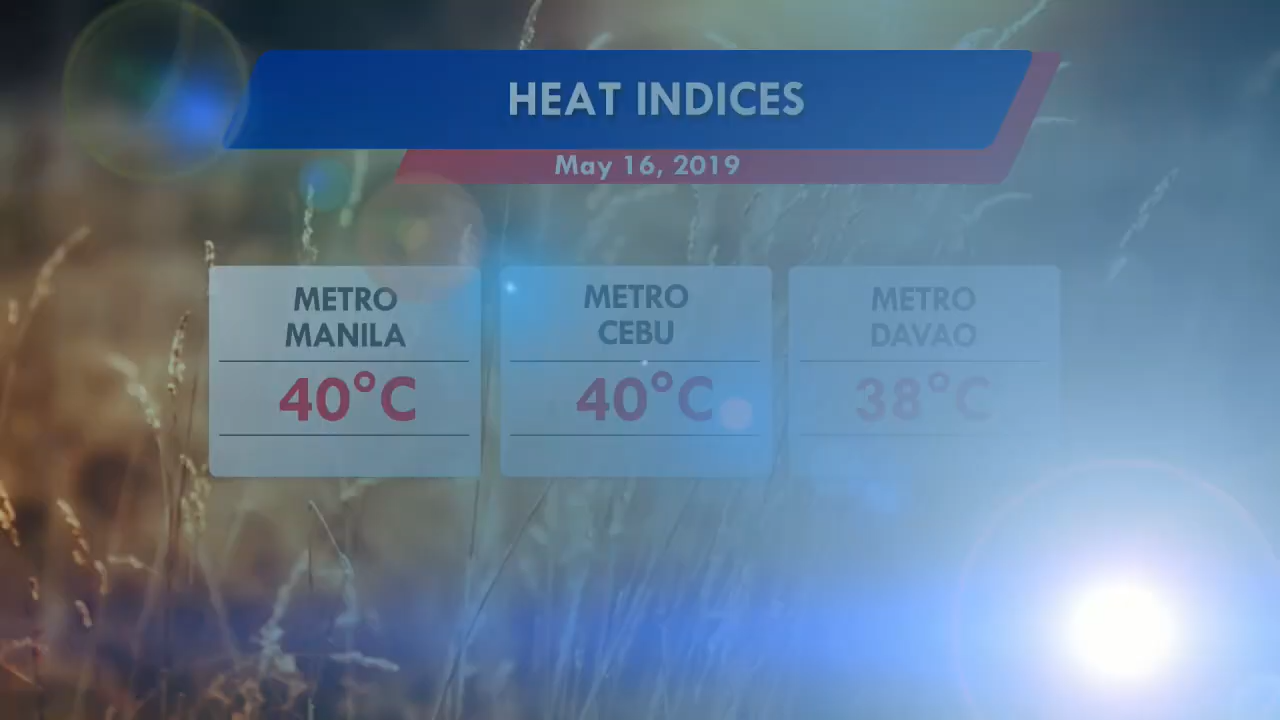 HEAT INDICES
May 16, 2019
METRO
MANILA
40°C
METRO
CEBU
40°C
METRO
DAVAO
38°C